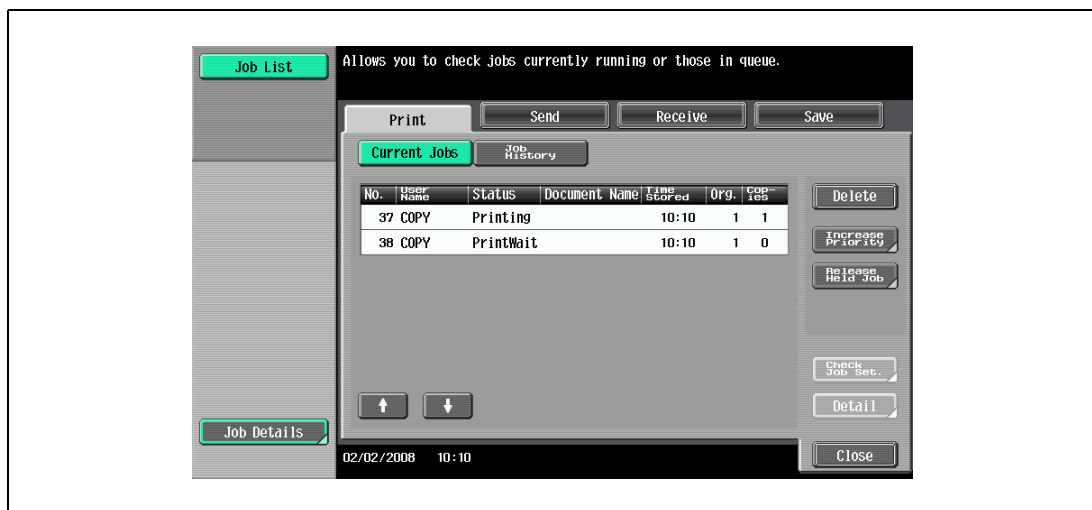 Job List
Allows you to check jobs currently running or those in queue.
Print Send Receive Save
Current Jobs Job History
No. User Name Status Document Name Time Stored Org. Cop-ies
37 COPY Printing 10:10 1 1
38 COPY PrintWait 10:10 1 0
Delete
Increase Priority
Release Held Job
Check Job Set.
Detail
Job Details
02/02/2008 10:10
Close